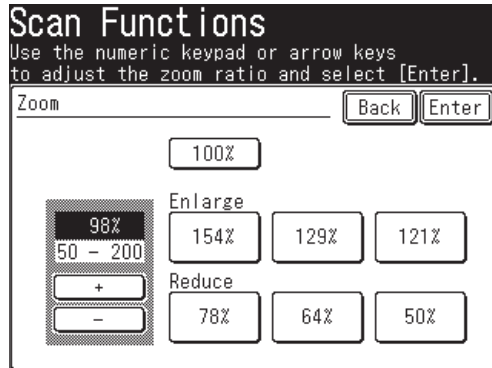 Scan Functions
Use the numeric keypad or arrow keys
to adjust the zoom ratio and select [Enter].
Zoom
Back
Enter
100%
98%
50 - 200
+
-
Enlarge
154%
129%
121%
Reduce
78%
64%
50%